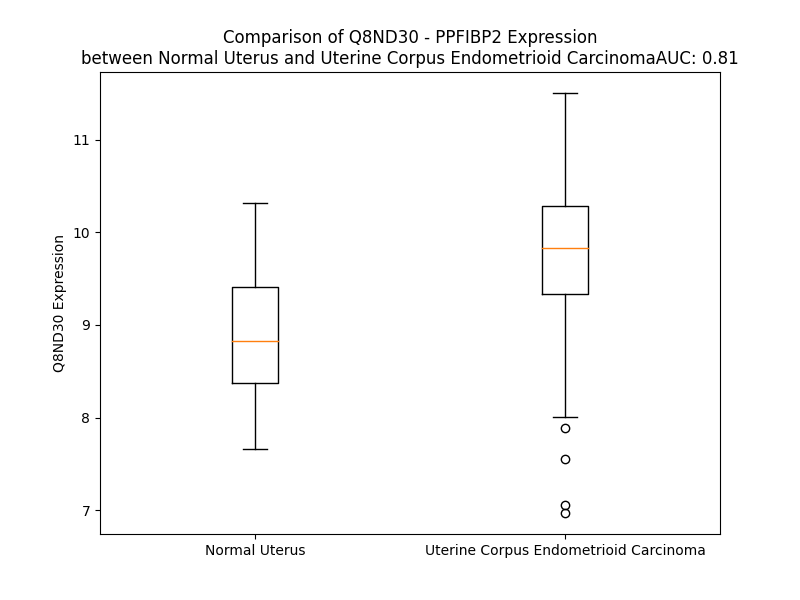 Comparison of Q8ND30 - PPFIBP2 Expression
between Normal Uterus and Uterine Corpus Endometrioid CarcinomaAUC: 0.81
Q8ND30 Expression
11
10
9
8
7
Normal Uterus
Uterine Corpus Endometrioid Carcinoma